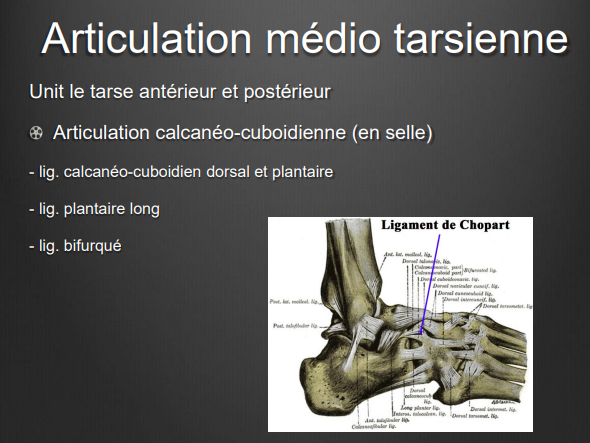 Articulation médio tarsienne
Unit le tarse antérieur et postérieur
Articulation calcanéo-cuboidienne (en selle)
- lig. calcanéo-cuboidien dorsal et plantaire
- lig. plantaire long
- lig. bifurqué
Ligament de Chopart
Ant. lat. malleol. lig.
Dorsal talonavic. lig.
Calcaneonavic. part
Calcaneocuboid part
Bifurcated lig.
Dorsal cuboideonavic. lig.
Dorsal navicular cuneif. lig.
Dorsal cuneocuboid lig.
Dorsal intercuneif. lig.
Dorsal tarsometat. lig.
Post. lat. malleol. lig.
Post. talofibular lig.
Dorsal
calcaneocub.
lig.
Long plantar lig.
Interos. talocalcan. lig.
Ant. talofibular lig.
Calcaneofibular lig.
Dorsal intermet. lig.
Dorsal tarsomet. lig.